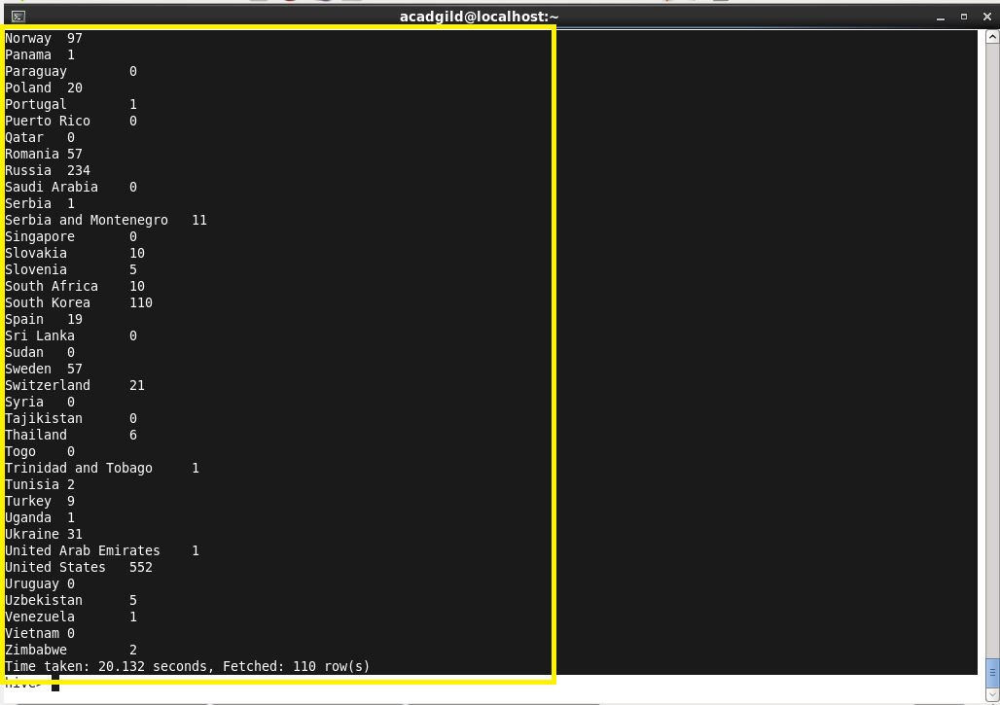 acadgild@localhost:~
Norway 97
Panama 1
Paraguay 0
Poland 20
Portugal 1
Puerto Rico 0
Qatar 0
Romania 57
Russia 234
Saudi Arabia 0
Serbia 1
Serbia and Montenegro 11
Singapore 0
Slovakia 10
Slovenia 5
South Africa 10
South Korea 110
Spain 19
Sri Lanka 0
Sudan 0
Sweden 57
Switzerland 21
Syria 0
Tajikistan 0
Thailand 6
Togo 0
Trinidad and Tobago 1
Tunisia 2
Turkey 9
Uganda 1
Ukraine 31
United Arab Emirates 1
United States 552
Uruguay 0
Uzbekistan 5
Venezuela 1
Vietnam 0
Zimbabwe 2
Time taken: 20.132 seconds, Fetched: 110 row(s)
hive>